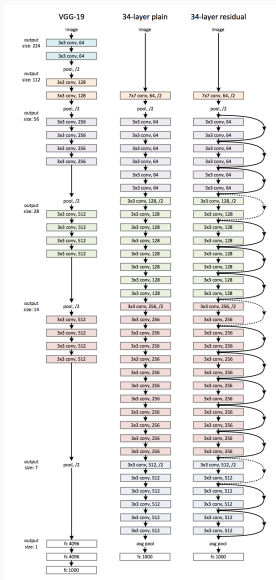 output
size: 224
output
size: 112
output
size: 56
output
size: 28
output
size: 14
output
size: 7
output
size: 1
VGG-19
image
3x3 conv, 64
3x3 conv, 64
pool, /2
3x3 conv, 128
3x3 conv, 128
pool, /2
3x3 conv, 256
3x3 conv, 256
3x3 conv, 256
3x3 conv, 256
pool, /2
3x3 conv, 512
3x3 conv, 512
3x3 conv, 512
3x3 conv, 512
pool, /2
3x3 conv, 512
3x3 conv, 512
3x3 conv, 512
3x3 conv, 512
pool, /2
fc 4096
fc 4096
fc 1000
34-layer plain
image
7x7 conv, 64, /2
pool, /2
3x3 conv, 64
3x3 conv, 64
3x3 conv, 64
3x3 conv, 64
3x3 conv, 64
3x3 conv, 64
3x3 conv, 128, /2
3x3 conv, 128
3x3 conv, 128
3x3 conv, 128
3x3 conv, 128
3x3 conv, 128
3x3 conv, 128
3x3 conv, 128
3x3 conv, 256, /2
3x3 conv, 256
3x3 conv, 256
3x3 conv, 256
3x3 conv, 256
3x3 conv, 256
3x3 conv, 256
3x3 conv, 256
3x3 conv, 256
3x3 conv, 256
3x3 conv, 256
3x3 conv, 256
3x3 conv, 512, /2
3x3 conv, 512
3x3 conv, 512
3x3 conv, 512
3x3 conv, 512
3x3 conv, 512
avg pool
fc 1000
34-layer residual
image
7x7 conv, 64, /2
pool, /2
3x3 conv, 64
3x3 conv, 64
3x3 conv, 64
3x3 conv, 64
3x3 conv, 64
3x3 conv, 64
3x3 conv, 128, /2
3x3 conv, 128
3x3 conv, 128
3x3 conv, 128
3x3 conv, 128
3x3 conv, 128
3x3 conv, 128
3x3 conv, 128
3x3 conv, 256, /2
3x3 conv, 256
3x3 conv, 256
3x3 conv, 256
3x3 conv, 256
3x3 conv, 256
3x3 conv, 256
3x3 conv, 256
3x3 conv, 256
3x3 conv, 256
3x3 conv, 256
3x3 conv, 256
3x3 conv, 512, /2
3x3 conv, 512
3x3 conv, 512
3x3 conv, 512
3x3 conv, 512
3x3 conv, 512
avg pool
fc 1000